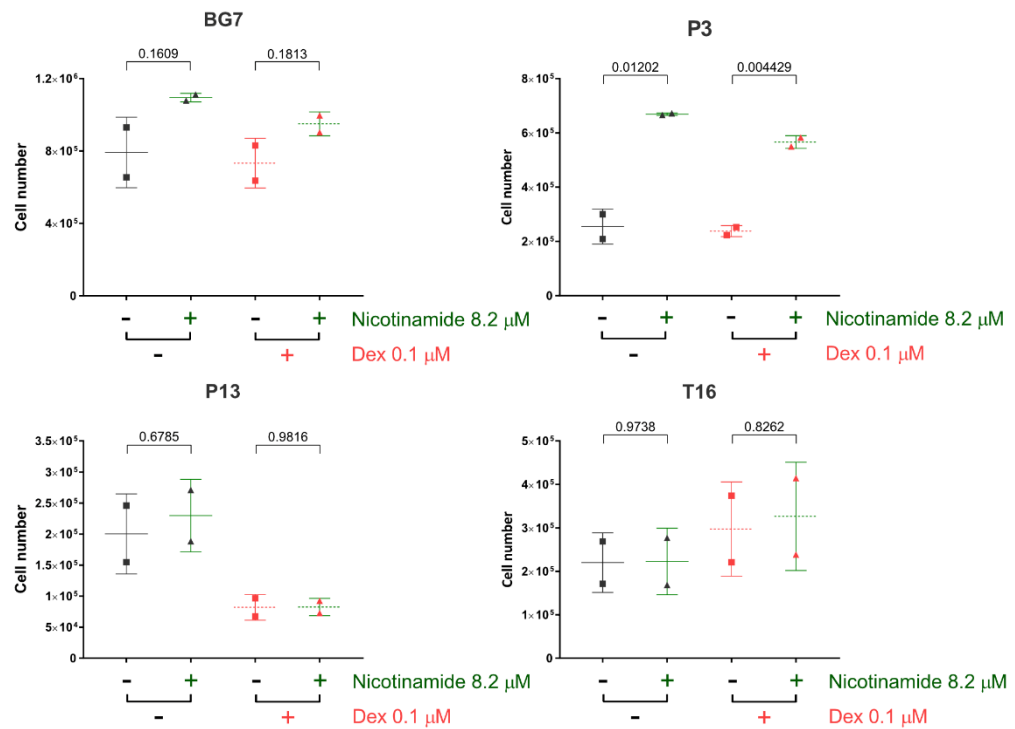 BG7
0.1609 0.1813
1.2×10⁶
8×10⁵
4×10⁵
0
Cell number
- + - + Nicotinamide 8.2 μM
- + Dex 0.1 μM
P3
0.01202 0.004429
8×10⁵
6×10⁵
4×10⁵
2×10⁵
0
Cell number
- + - + Nicotinamide 8.2 μM
- + Dex 0.1 μM
P13
0.6785 0.9816
3.5×10⁵
3×10⁵
2.5×10⁵
2×10⁵
1.5×10⁵
1×10⁵
5×10⁴
0
Cell number
- + - + Nicotinamide 8.2 μM
- + Dex 0.1 μM
T16
0.9738 0.8262
5×10⁵
4×10⁵
3×10⁵
2×10⁵
1×10⁵
0
Cell number
- + - + Nicotinamide 8.2 μM
- + Dex 0.1 μM